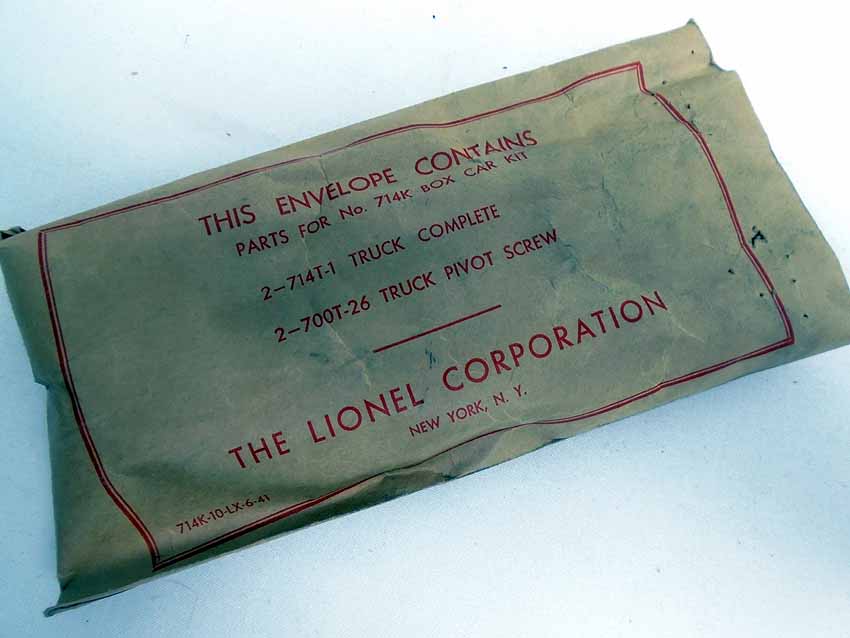 THIS ENVELOPE CONTAINS
PARTS FOR No. 714K BOX CAR KIT
2–714T-1 TRUCK COMPLETE
2–700T-26 TRUCK PIVOT SCREW
THE LIONEL CORPORATION
NEW YORK, N. Y.
714K-10-LX-6-41